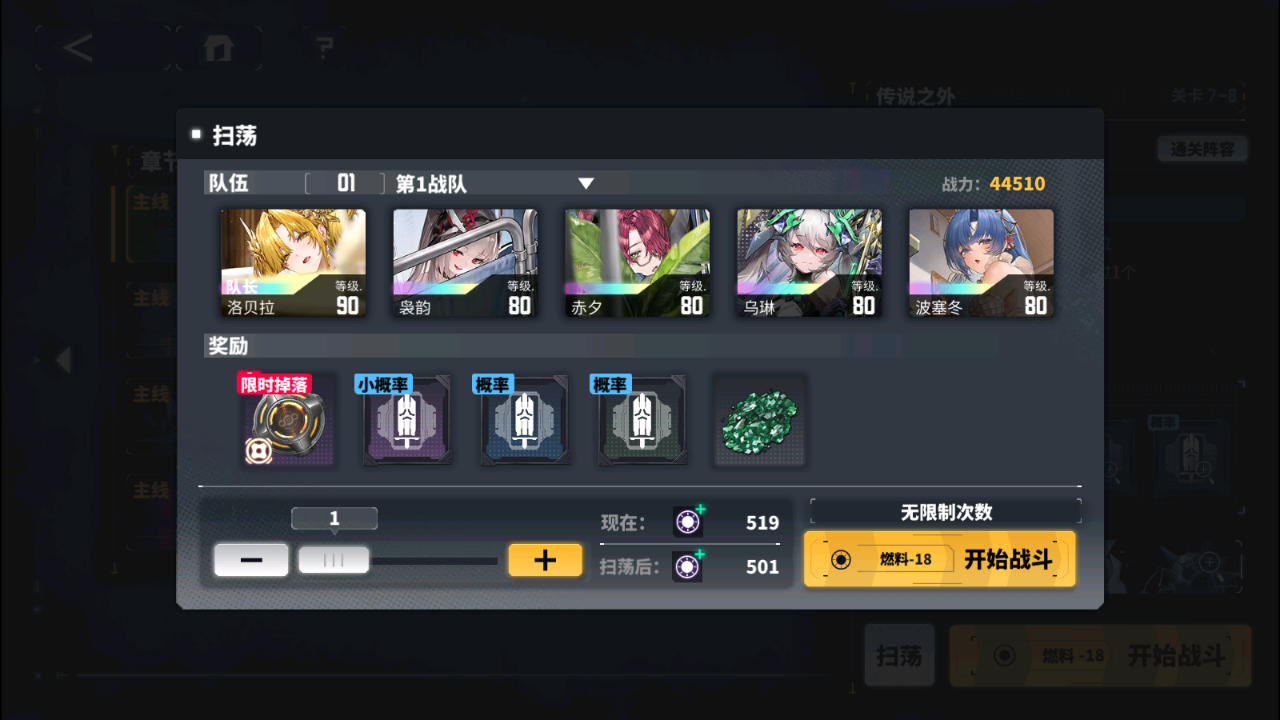 ?
传说之外
关卡 7-8
通关阵容
章节
主线
主线
主线
主线
扫荡
队伍
01
第1战队
战力：44510
队长
洛贝拉
等级.
90
袅韵
等级.
80
赤夕
等级.
80
乌琳
等级.
80
波塞冬
等级.
80
奖励
限时掉落
小概率
概率
概率
概率
1
现在：
519
扫荡后：
501
无限制次数
燃料-18
开始战斗
扫荡
燃料 -18
开始战斗